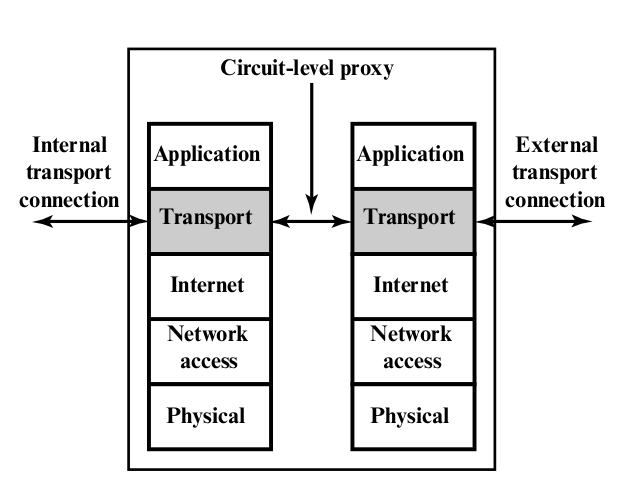 Circuit-level proxy
Internal
transport
connection
Application
Transport
Internet
Network
access
Physical
Application
Transport
Internet
Network
access
Physical
External
transport
connection